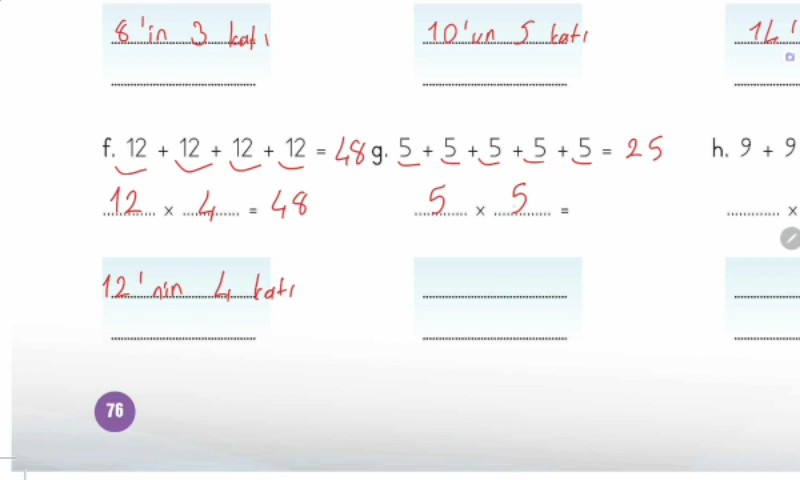 8'in 3 katı
10'un 5 katı
14'
f. 12 + 12 + 12 + 12 = 48
12 x 4 = 48
12'nin 4 katı
g. 5 + 5 + 5 + 5 + 5 = 25
5 x 5 =
h. 9 + 9
x
76